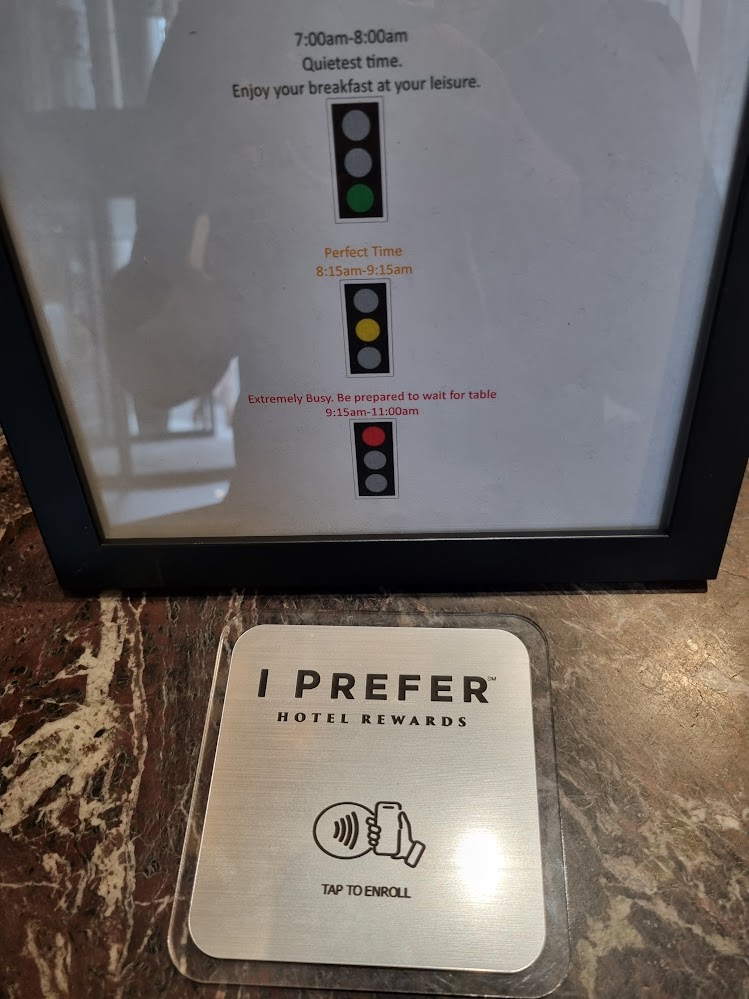 7:00am-8:00am
Quietest time.
Enjoy your breakfast at your leisure.
Perfect Time
8:15am-9:15am
Extremely Busy. Be prepared to wait for table
9:15am-11:00am
I PREFER℠
HOTEL REWARDS
TAP TO ENROLL